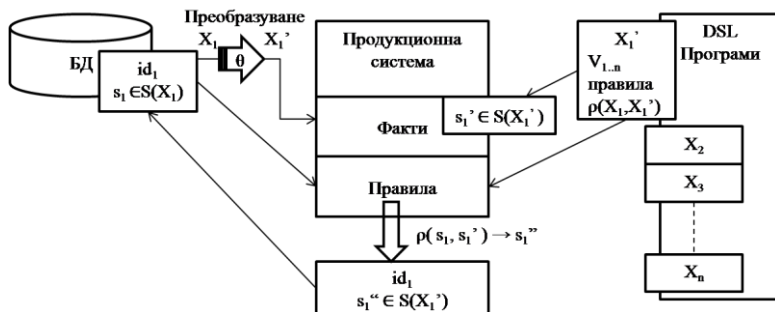 Преобразуване
X₁ X₁’
θ
БД
id₁
s₁ ∈S(X₁)
Продукционна
система
Факти
s₁’ ∈ S(X₁’)
Правила
ρ( s₁, s₁’ ) → s₁”
id₁
s₁“ ∈ S(X₁’)
X₁’
V₁..ₙ
правила
ρ(X₁,X₁’)
DSL
Програми
X₂
X₃
Xₙ